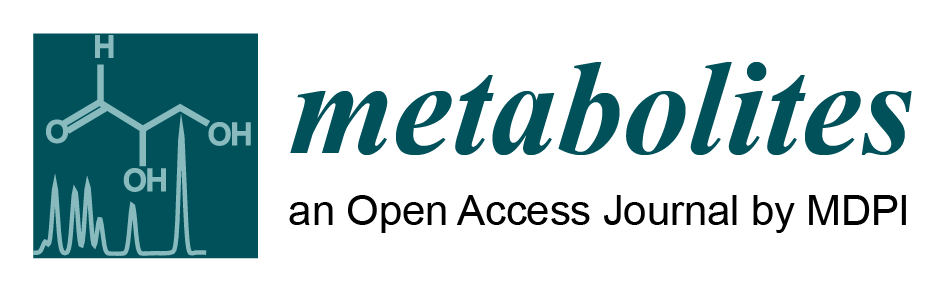 H
O
OH
OH
metabolites
an Open Access Journal by MDPI